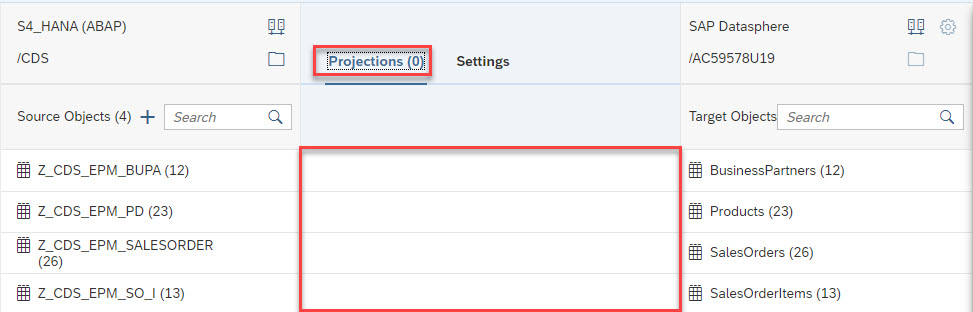 S4_HANA (ABAP)
SAP Datasphere
/CDS
Projections (0)
Settings
/AC59578U19
Source Objects (4)
Search
Target Objects
Search
Z_CDS_EPM_BUPA (12)
BusinessPartners (12)
Z_CDS_EPM_PD (23)
Products (23)
Z_CDS_EPM_SALESORDER
(26)
SalesOrders (26)
Z_CDS_EPM_SO_I (13)
SalesOrderItems (13)